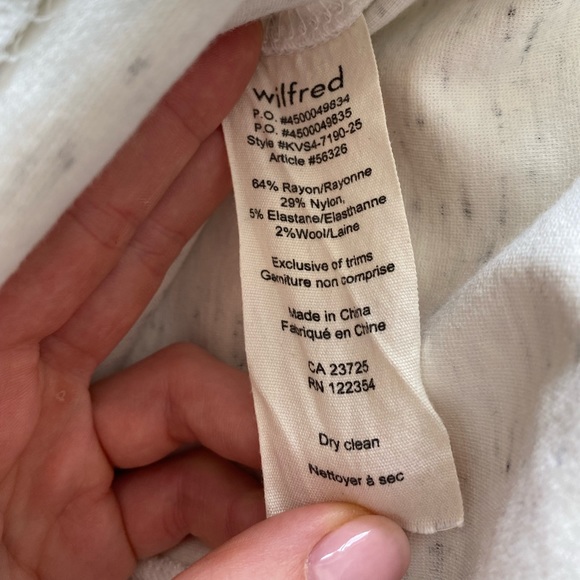 wilfred
P.O. #4500049834
P.O. #4500049835
Style #KVS4-7190-25
Article #56326
64% Rayon/Rayonne
29% Nylon,
5% Elastane/Élasthanne
2%Wool/Laine
Exclusive of trims
Garniture non comprise
Made in China
Fabriqué en Chine
CA 23725
RN 122354
Dry clean
Nettoyer à sec